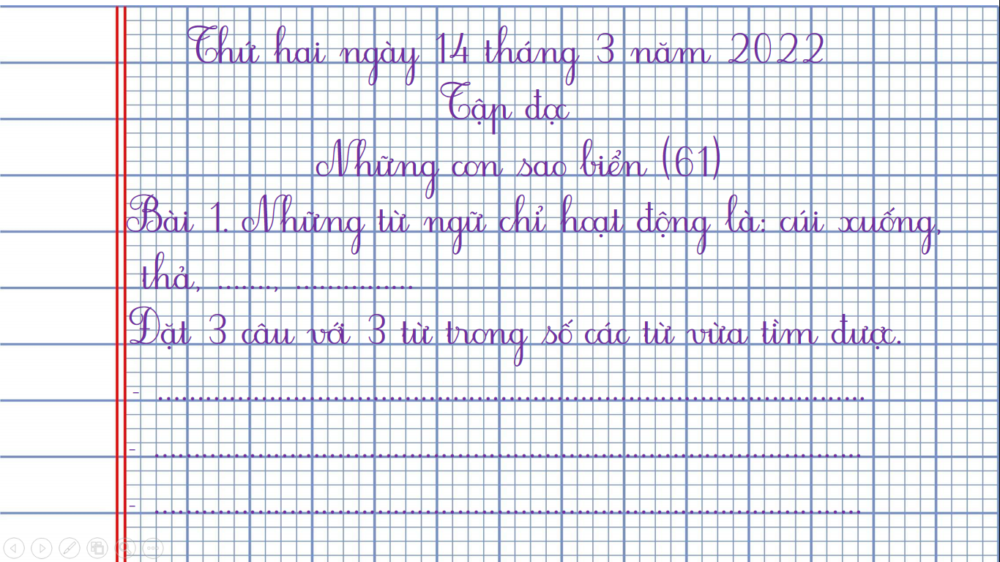 Thứ hai ngày 14 tháng 3 năm 2022
Tập đọc
Những con sao biển (61)
Bài 1. Những từ ngữ chỉ hoạt động là: cúi xuống,
thả, ......., ...............
Đặt 3 câu với 3 từ trong số các từ vừa tìm được.
- ..........................................................................................
- ..........................................................................................
- ..........................................................................................